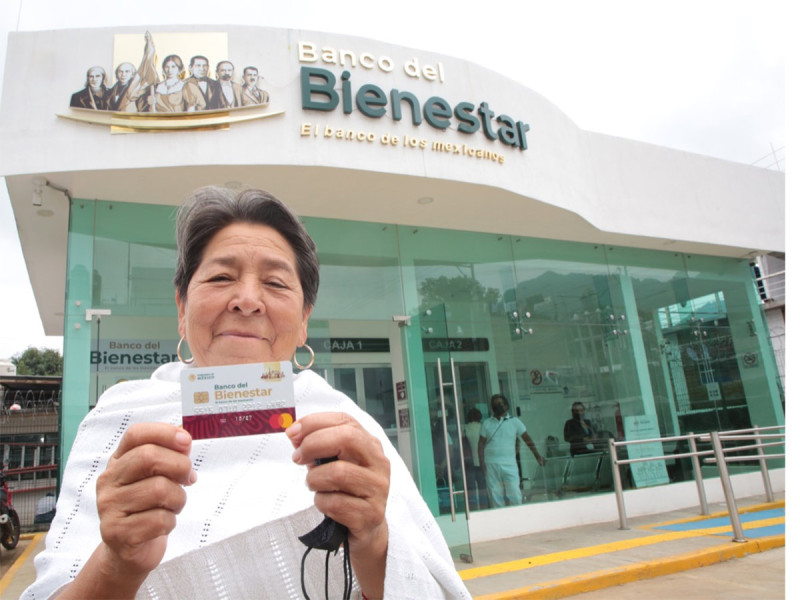 Banco del
Bienestar
El banco de los mexicanos
Banco del
Bienestar
CAJA 1
CAJA 2
Banco del
Bienestar